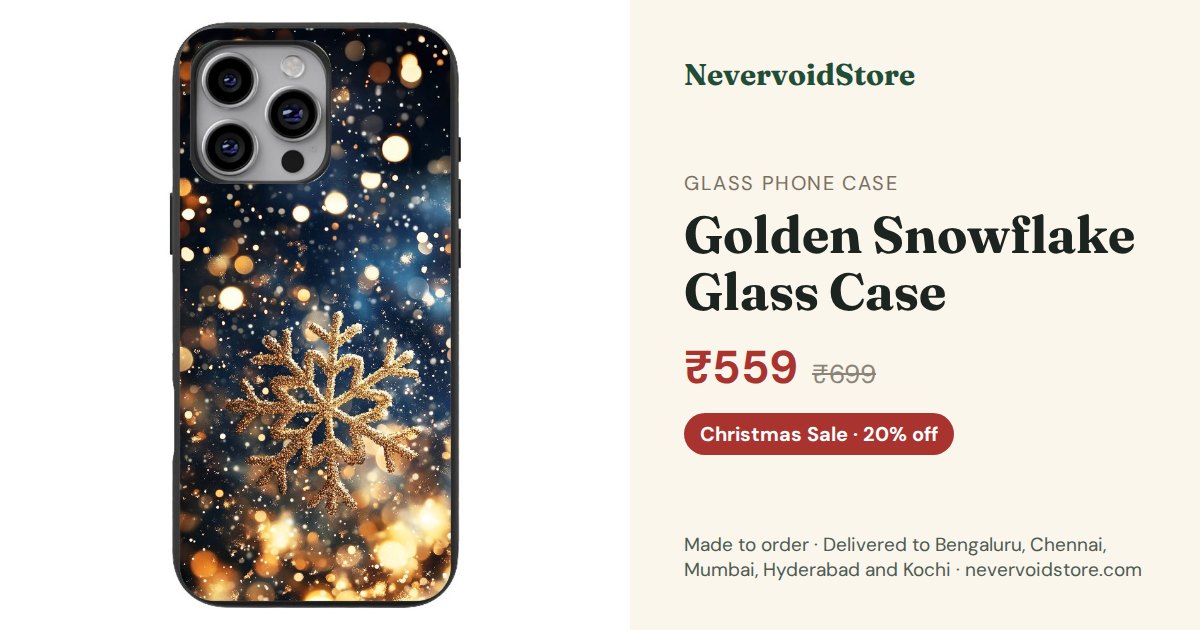 NevervoidStore
GLASS PHONE CASE
Golden Snowflake
Glass Case
₹559 ₹699
Christmas Sale · 20% off
Made to order · Delivered to Bengaluru, Chennai,
Mumbai, Hyderabad and Kochi · nevervoidstore.com